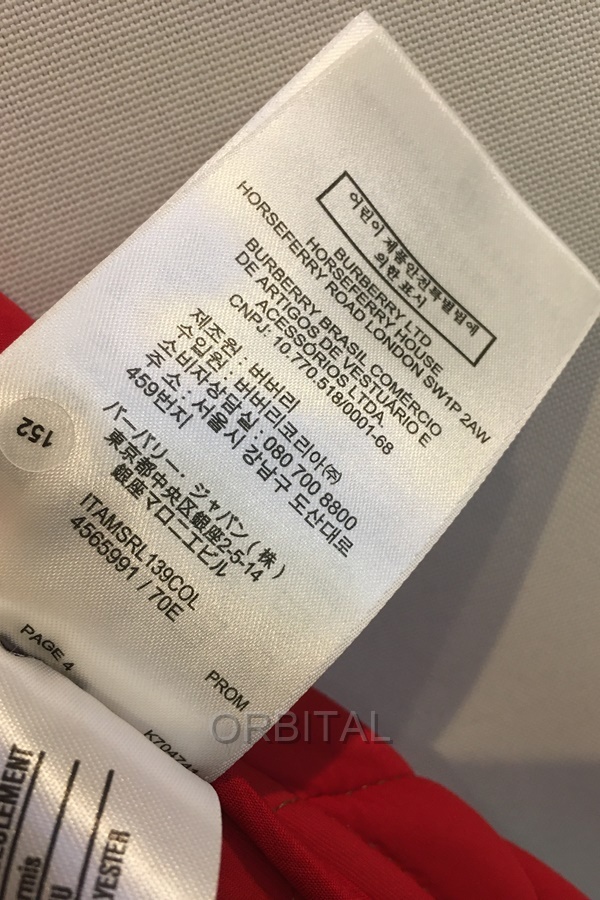 어린이 제품안전특별법에
의한 표시
BURBERRY LTD
HORSEFERRY HOUSE
HORSEFERRY ROAD LONDON SW1P 2AW
BURBERRY BRASIL COMÉRCIO
DE ARTIGOS DE VESTUÁRIO E
ACESSÓRIOS LTDA.
CNPJ: 10.770.518/0001-68
제조원 : 버버리
수입원 : 버버리코리아㈜
소비자상담실 : 080 700 8800
주 소 : 서울시 강남구 도산대로
459번지
バーバリー・ジャパン(株)
東京都中央区銀座2-5-14
銀座マロニエビル
ITAMSRL139COL
4565991 / 70E
152
PAGE 4
PROM
ORBITAL